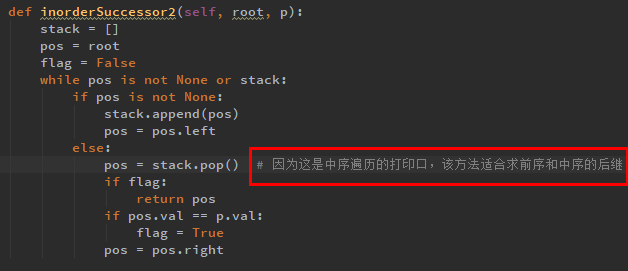 def inorderSuccessor2(self, root, p):
    stack = []
    pos = root
    flag = False
    while pos is not None or stack:
        if pos is not None:
            stack.append(pos)
            pos = pos.left
        else:
            pos = stack.pop()  # 因为这是中序遍历的打印口，该方法适合求前序和中序的后继
            if flag:
                return pos
            if pos.val == p.val:
                flag = True
            pos = pos.right